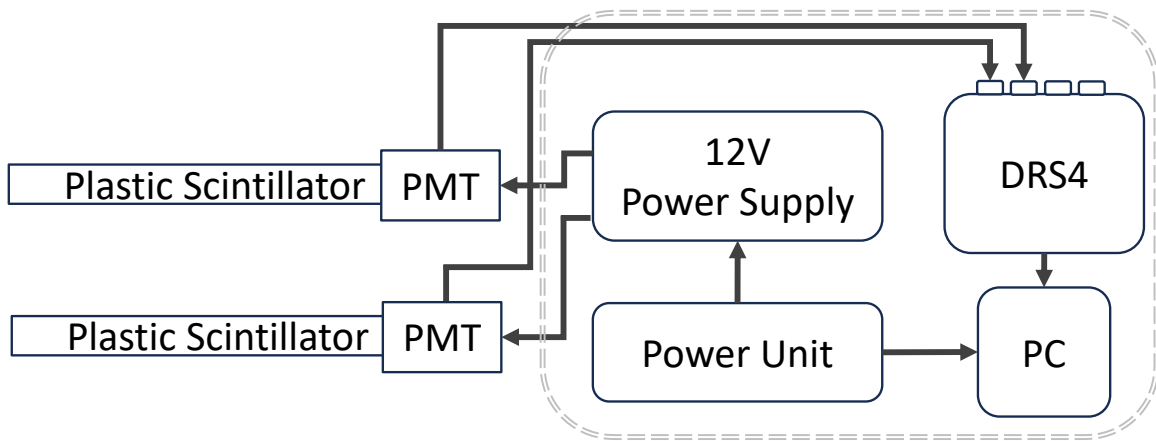 12V
Power Supply
DRS4
Plastic Scintillator
PMT
Plastic Scintillator
PMT
Power Unit
PC